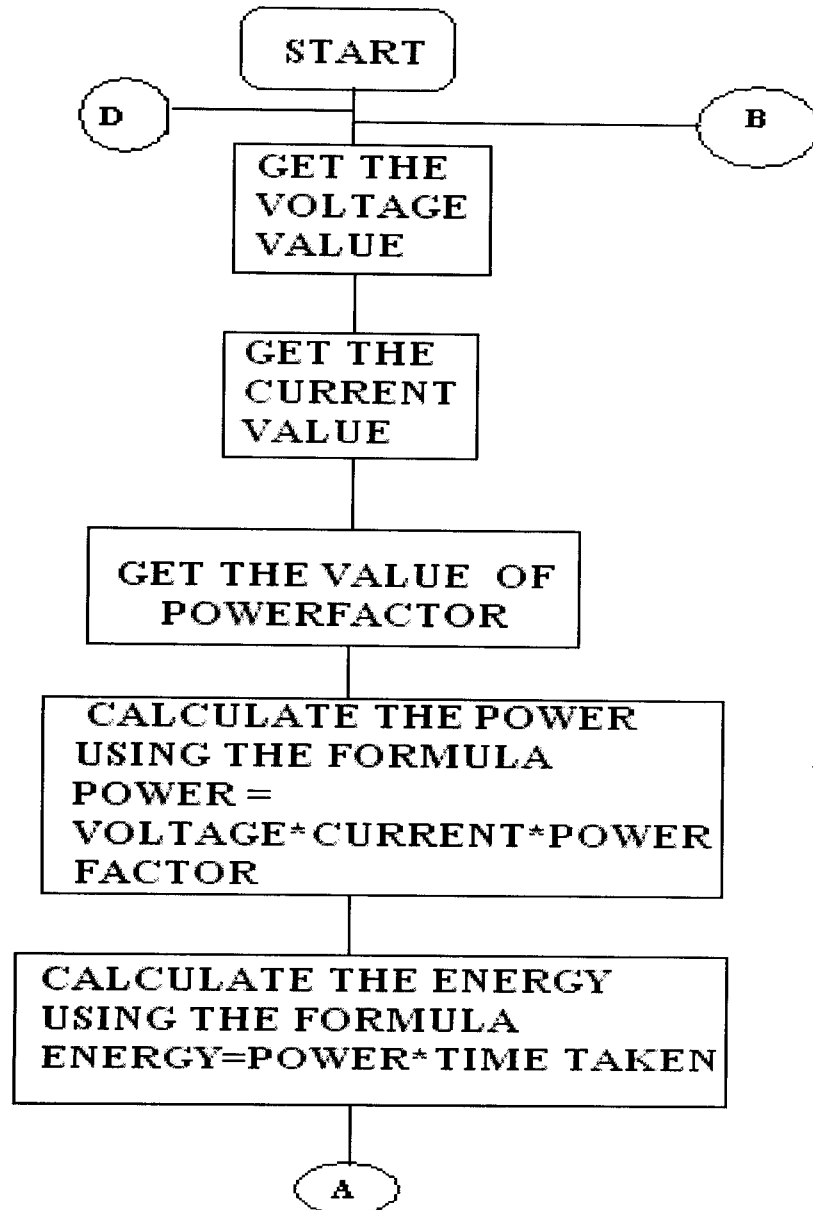 START
D
B
GET THE
VOLTAGE
VALUE
GET THE
CURRENT
VALUE
GET THE VALUE OF
POWERFACTOR
CALCULATE THE POWER
USING THE FORMULA
POWER =
VOLTAGE*CURRENT*POWER
FACTOR
CALCULATE THE ENERGY
USING THE FORMULA
ENERGY=POWER*TIME TAKEN
A